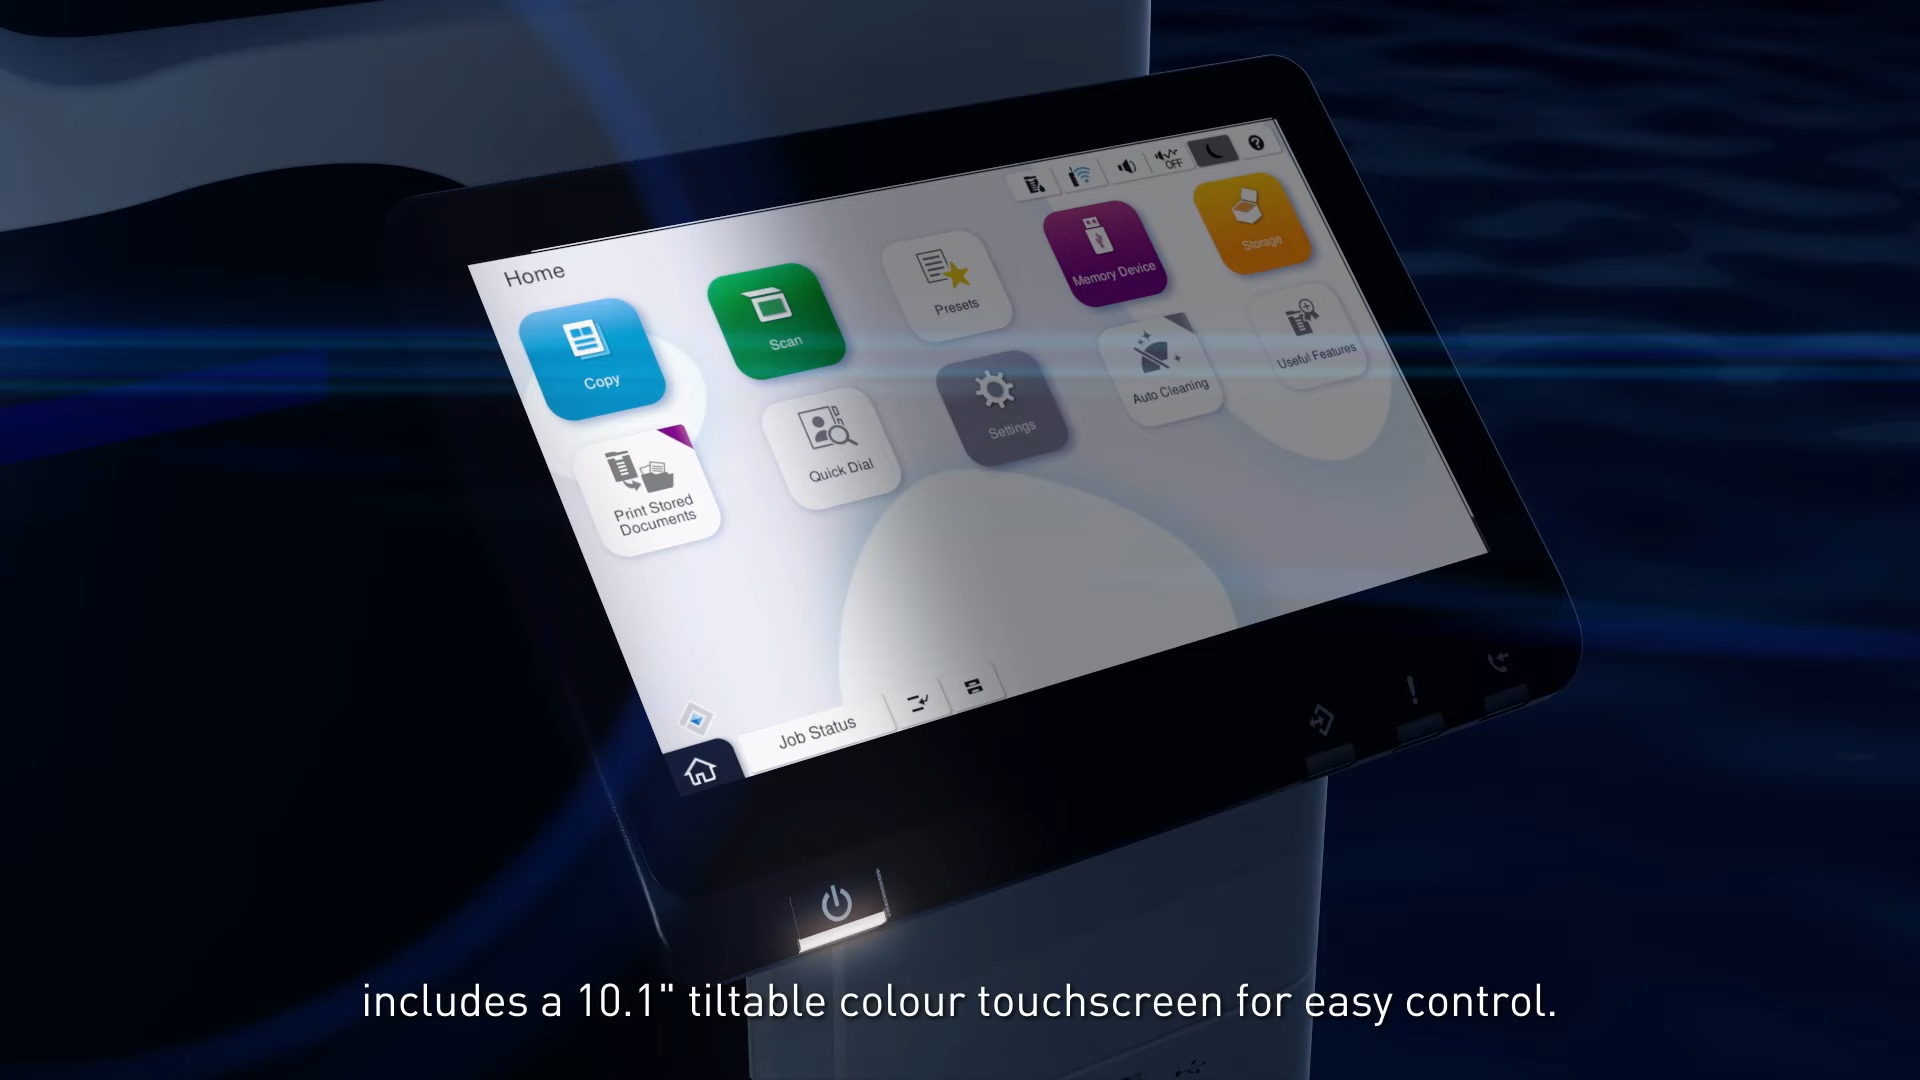 Home
OFF
Copy
Scan
Presets
Memory Device
Storage
Print Stored
Documents
Quick Dial
Settings
Auto Cleaning
Useful Features
Job Status
includes a 10.1" tiltable colour touchscreen for easy control.